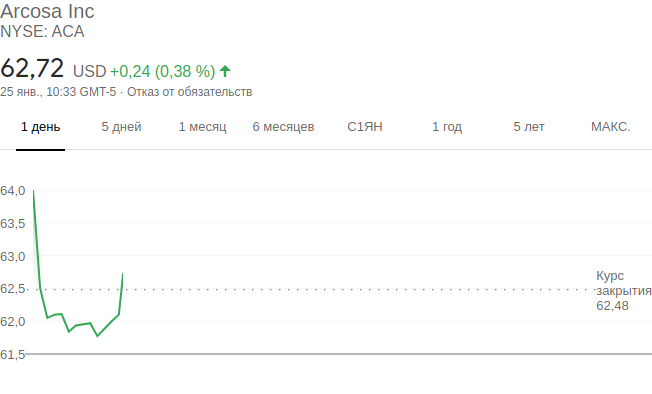 Arcosa Inc
NYSE: ACA
62,72 USD +0,24 (0,38 %)
25 янв., 10:33 GMT-5 · Отказ от обязательств
1 день 5 дней 1 месяц 6 месяцев С1ЯН 1 год 5 лет МАКС.
64,0
63,5
63,0
62,5
62,0
61,5
Курс
закрытия
62,48